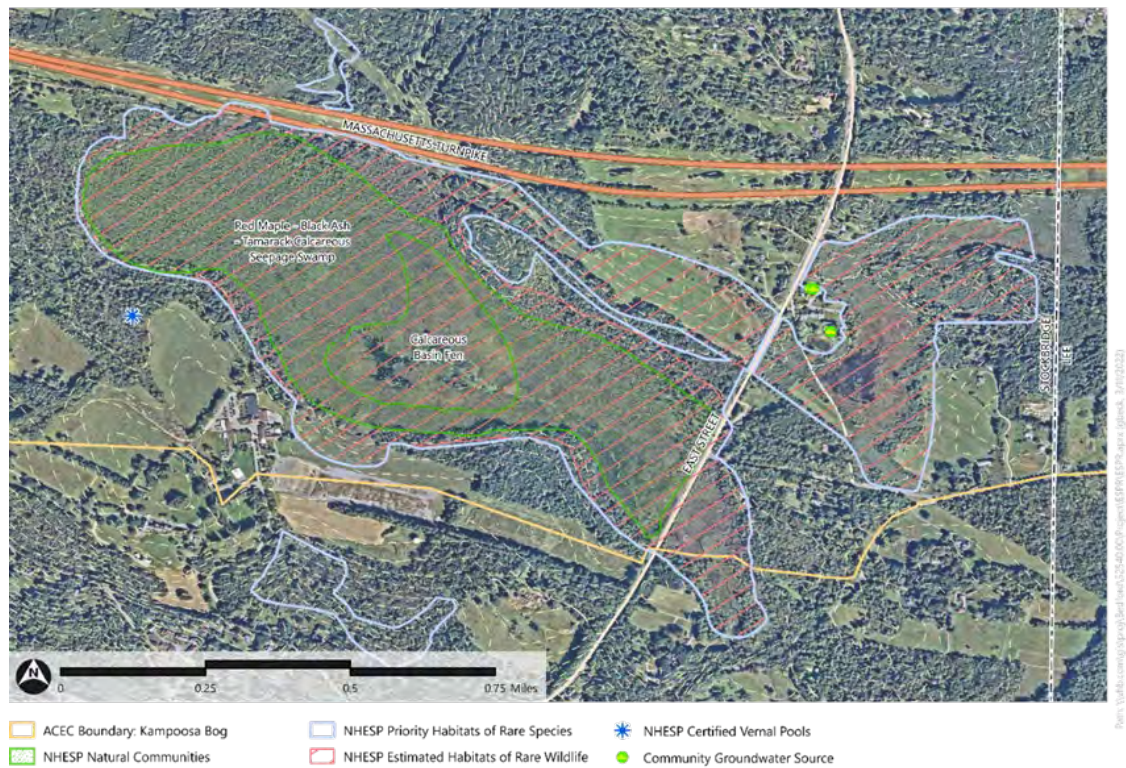 MASSACHUSETTS TURNPIKE
Red Maple - Black Ash
- Tamarack Calcareous
Seepage Swamp
Calcareous
Basin Fen
EAST STREET
STOCKBRIDGE
LEE
N
0 0.25 0.5 0.75 Miles
ACEC Boundary: Kampoosa Bog
NHESP Priority Habitats of Rare Species
NHESP Certified Vernal Pools
NHESP Natural Communities
NHESP Estimated Habitats of Rare Wildlife
Community Groundwater Source